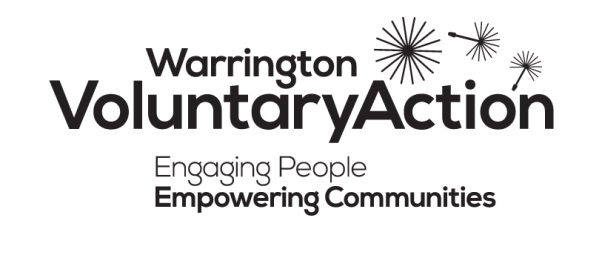 Warrington
VoluntaryAction
Engaging People
Empowering Communities